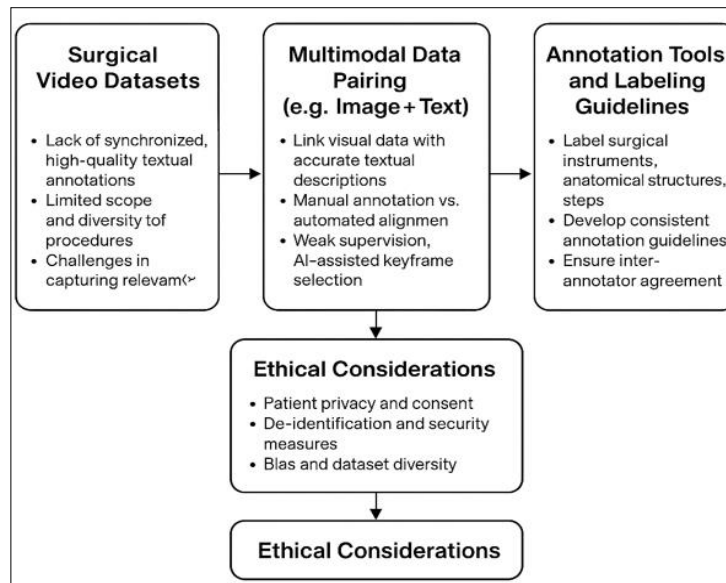 Surgical
Video Datasets
• Lack of synchronized,
high-quality textual
annotations
• Limited scope
and diversity tof
procedures
• Challenges in
capturing
Multimodal Data
Pairing
(e.g. Image + Text)
• Link visual data with
accurate textual
descriptions
• Manual annotation vs.
automated alignmen
• Weak supervision,
AI-assisted keyframe
selection
Annotation Tools
and Labeling
Guidelines
• Label surgical
instruments,
anatomical structures,
steps
• Develop consistent
annotation guidelines
• Ensure inter-
annotator agreement
Ethical Considerations
• Patient privacy and consent
• De-identification and security
measures
• Blas and dataset diversity
Ethical Considerations